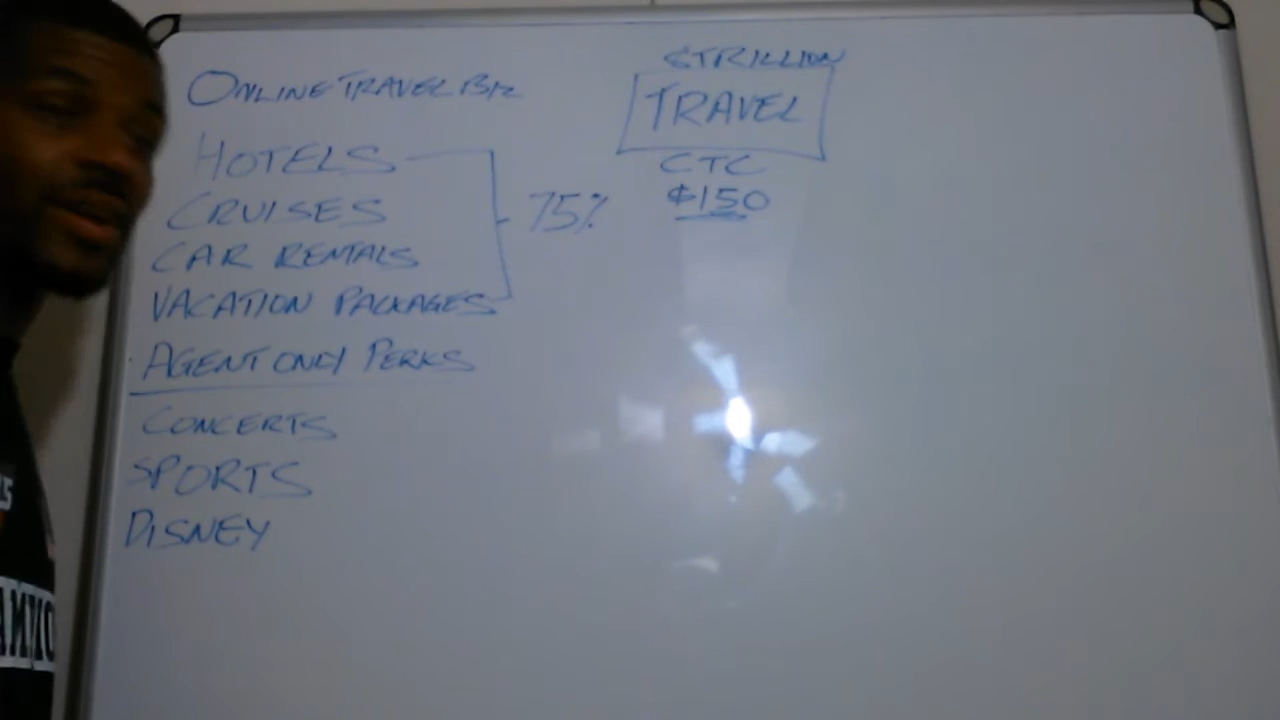 ONLINE TRAVEL BIZ
HOTELS
CRUISES
CAR RENTALS
VACATION PACKAGES
75%
AGENT ONLY PERKS
CONCERTS
SPORTS
DISNEY
$TRILLION
TRAVEL
CTC
$150